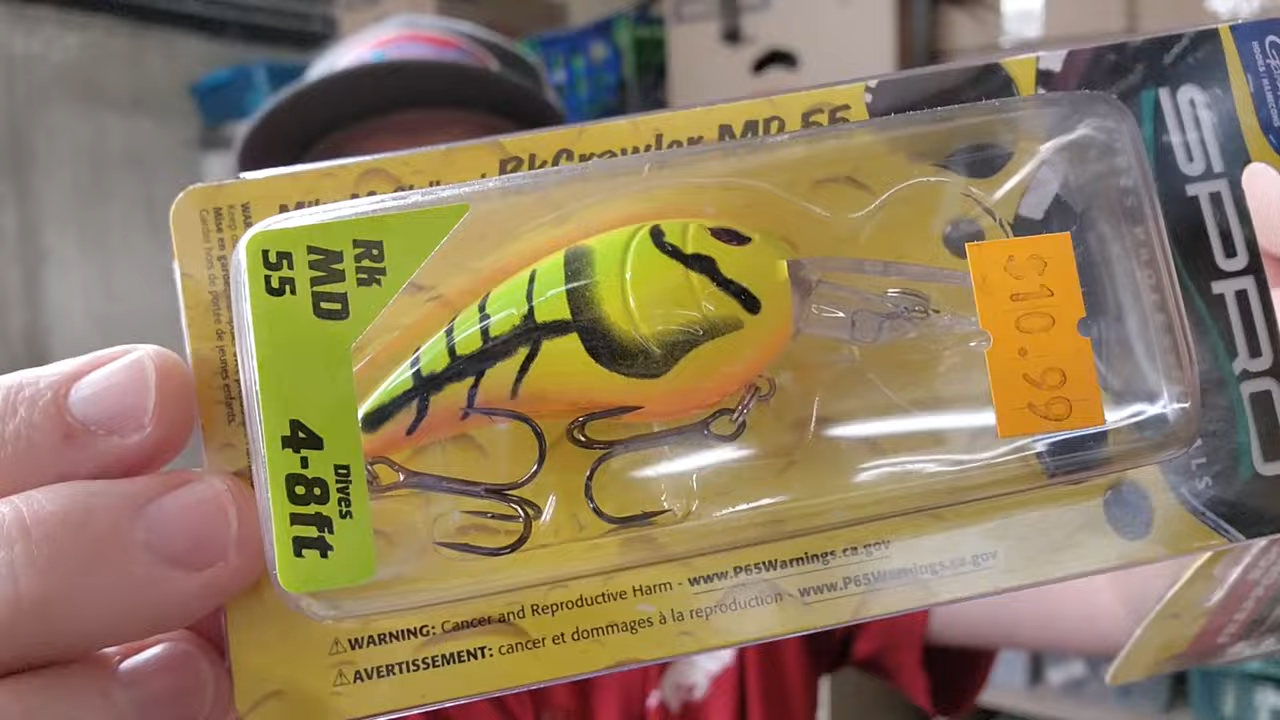 RkCrawler MD 55
Rk
MD
55
Dives
4-8ft
$10.99
SPRO
⚠WARNING: Cancer and Reproductive Harm - www.P65Warnings.ca.gov
⚠AVERTISSEMENT: cancer et dommages à la reproduction - www.P65Warnings.ca.gov